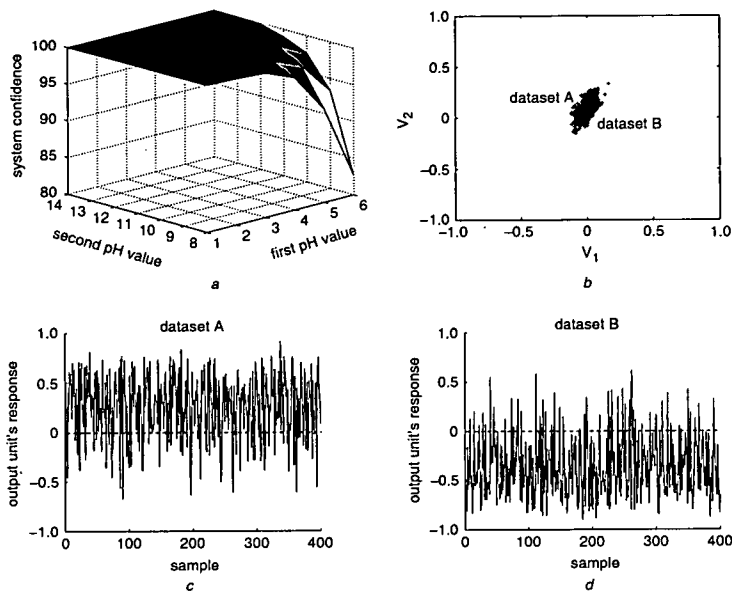 system confidence
100
95
90
85
80
14
13
12
11
10
9
8
second pH value
1
2
3
4
5
6
first pH value
a
V2
1.0
0.5
0
-0.5
-1.0
dataset A
dataset B
-1.0
-0.5
0
0.5
1.0
V1
b
dataset A
output unit's response
1.0
0.5
0
-0.5
-1.0
0
100
200
300
400
sample
c
dataset B
output unit's response
1.0
0.5
0
-0.5
-1.0
0
100
200
300
400
sample
d